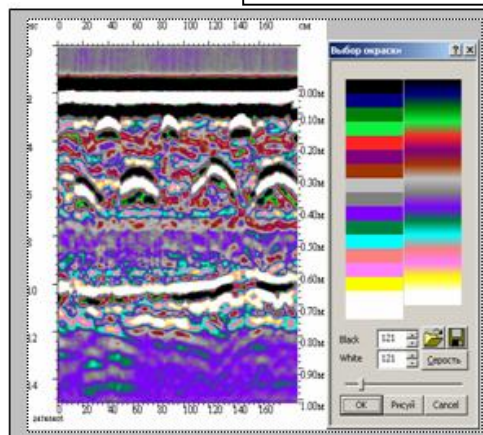 нс 0 20 40 60 80 100 120 140 160 см
Выбор окраски
0.00м
0.10м
0.20м
0.30м
0.40м
0.50м
0.60м
0.70м
0.80м
0.90м
1.00м
0 20 40 60 80 100 120 140 160
Black 121
White 121 Серость
OK Рисуй Cancel